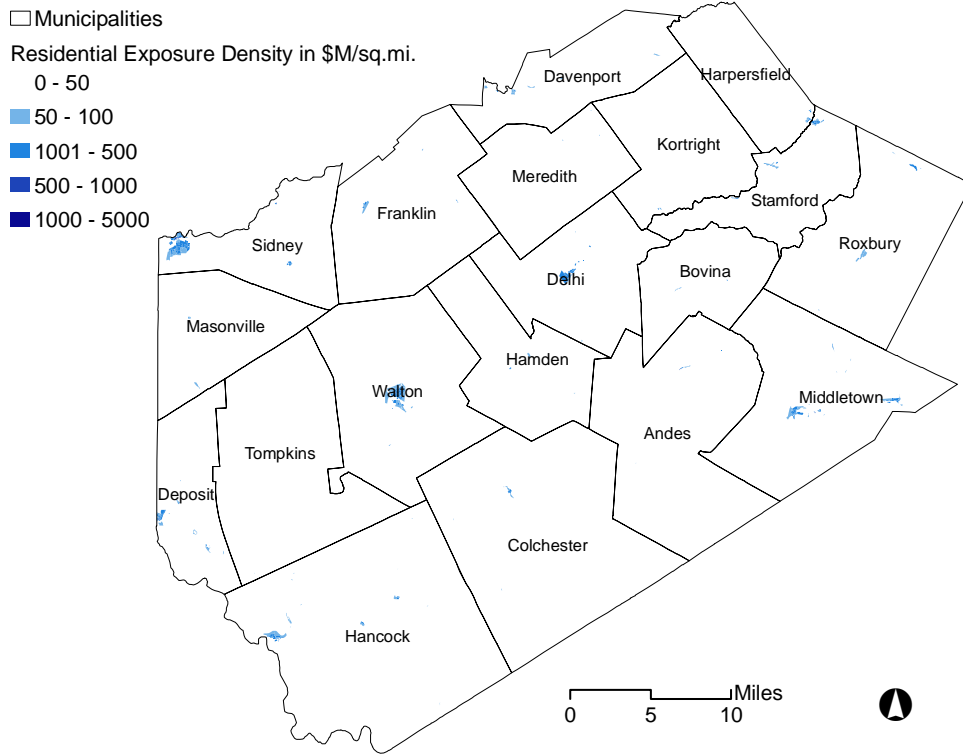 Municipalities
Residential Exposure Density in $M/sq.mi.
0 - 50
50 - 100
1001 - 500
500 - 1000
1000 - 5000
Davenport
Harpersfield
Kortright
Meredith
Stamford
Franklin
Sidney
Roxbury
Bovina
Delhi
Masonville
Hamden
Walton
Middletown
Andes
Tompkins
Deposit
Colchester
Hancock
Miles
0 5 10